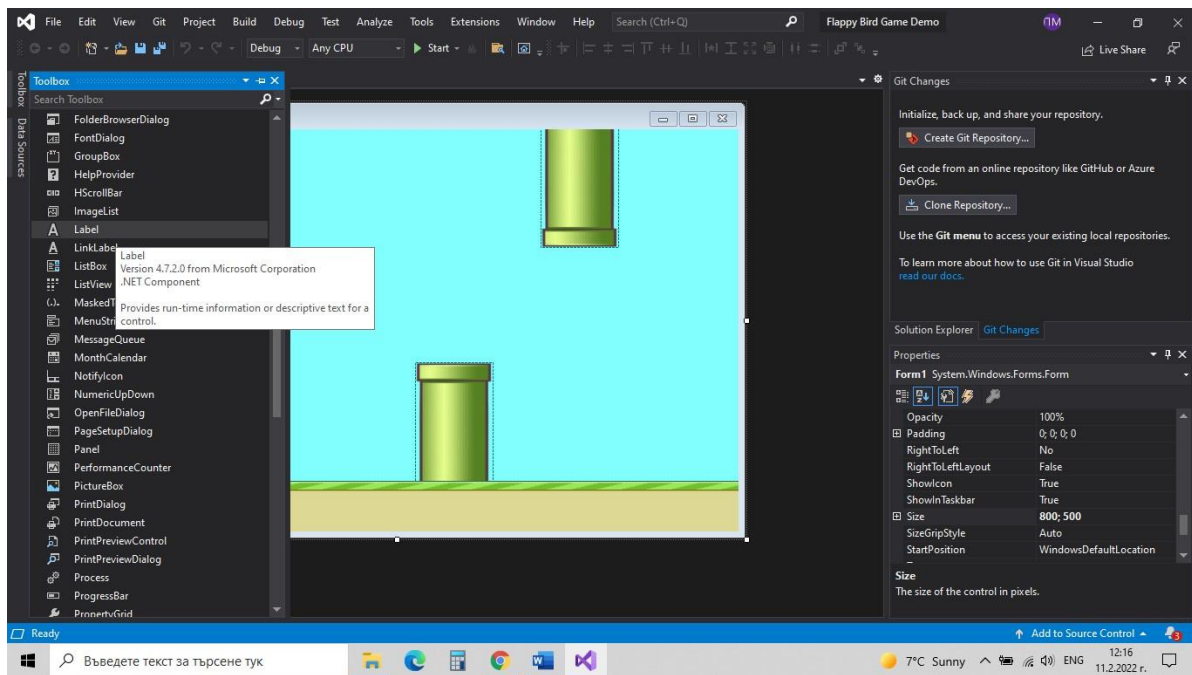 File Edit View Git Project Build Debug Test Analyze Tools Extensions Window Help Search (Ctrl+Q) Flappy Bird Game Demo ПМ
Debug Any CPU Start Live Share
Toolbox
Data Sources
Toolbox
Search Toolbox
FolderBrowserDialog
FontDialog
GroupBox
HelpProvider
HScrollBar
ImageList
Label
LinkLabel
ListBox
ListView
MaskedT
MenuStri
MessageQueue
MonthCalendar
NotifyIcon
NumericUpDown
OpenFileDialog
PageSetupDialog
Panel
PerformanceCounter
PictureBox
PrintDialog
PrintDocument
PrintPreviewControl
PrintPreviewDialog
Process
ProgressBar
PropertyGrid
Label
Version 4.7.2.0 from Microsoft Corporation
.NET Component
Provides run-time information or descriptive text for a
control.
Git Changes
Initialize, back up, and share your repository.
Create Git Repository...
Get code from an online repository like GitHub or Azure
DevOps.
Clone Repository...
Use the Git menu to access your existing local repositories.
To learn more about how to use Git in Visual Studio
read our docs.
Solution Explorer Git Changes
Properties
Form1 System.Windows.Forms.Form
Opacity 100%
Padding 0; 0; 0; 0
RightToLeft No
RightToLeftLayout False
ShowIcon True
ShowInTaskbar True
Size 800; 500
SizeGripStyle Auto
StartPosition WindowsDefaultLocation
Size
The size of the control in pixels.
Ready Add to Source Control 3
Въведете текст за търсене тук 7°C Sunny ENG 12:16
11.2.2022 г.